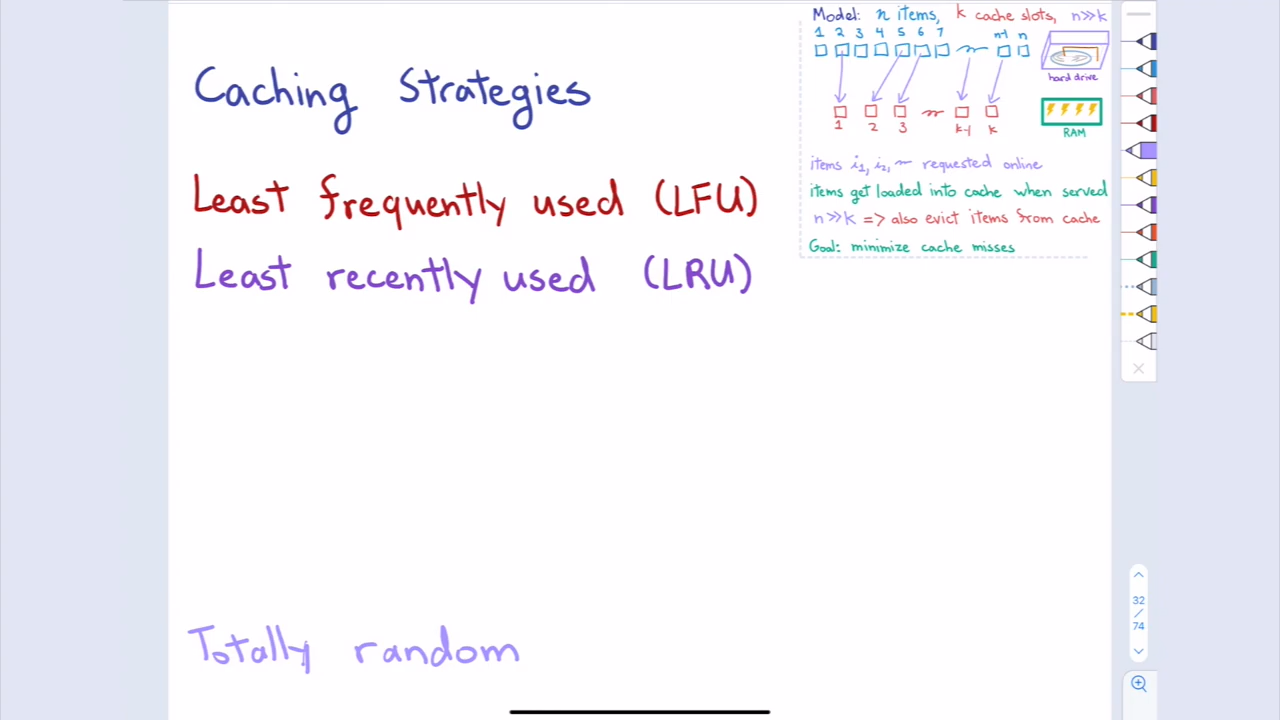 Caching Strategies
Least frequently used (LFU)
Least recently used (LRU)
Totally random
Model: n items, k cache slots, n≫k
1 2 3 4 5 6 7 n-1 n
hard drive
1 2 3 k-1 k
RAM
items i₁, i₂, ~ requested online
items get loaded into cache when served
n≫k => also evict items from cache
Goal: minimize cache misses
32
/
74